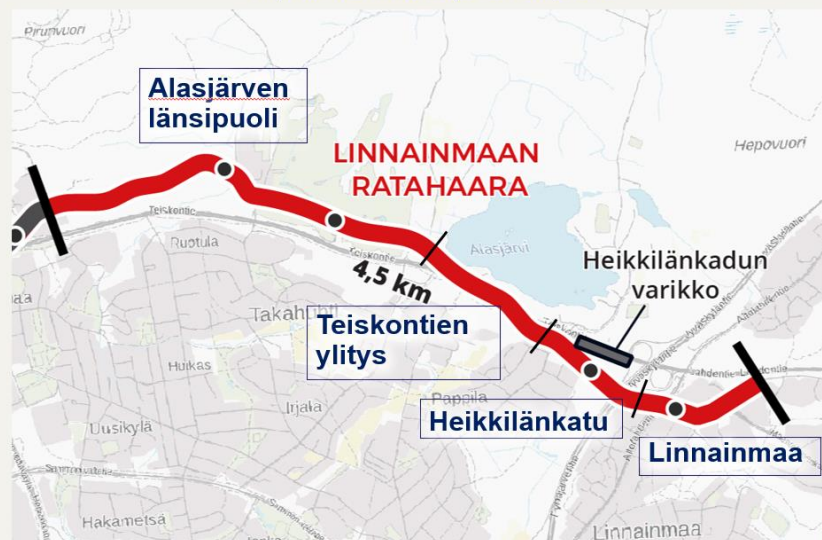 Pirunvuori
Alasjärven
länsipuoli
LINNAINMAAN
RATAHAARA
Hepovuori
Teiskontie
Ruotula
Alasjärvi
Teiskontie
4,5 km
Heikkilänkadun
varikko
Teiskontien
ylitys
Huikas
Irjala
Pappila
Heikkilänkatu
Linnainmaa
Uusikylä
Hakametsä
Linnainmaa